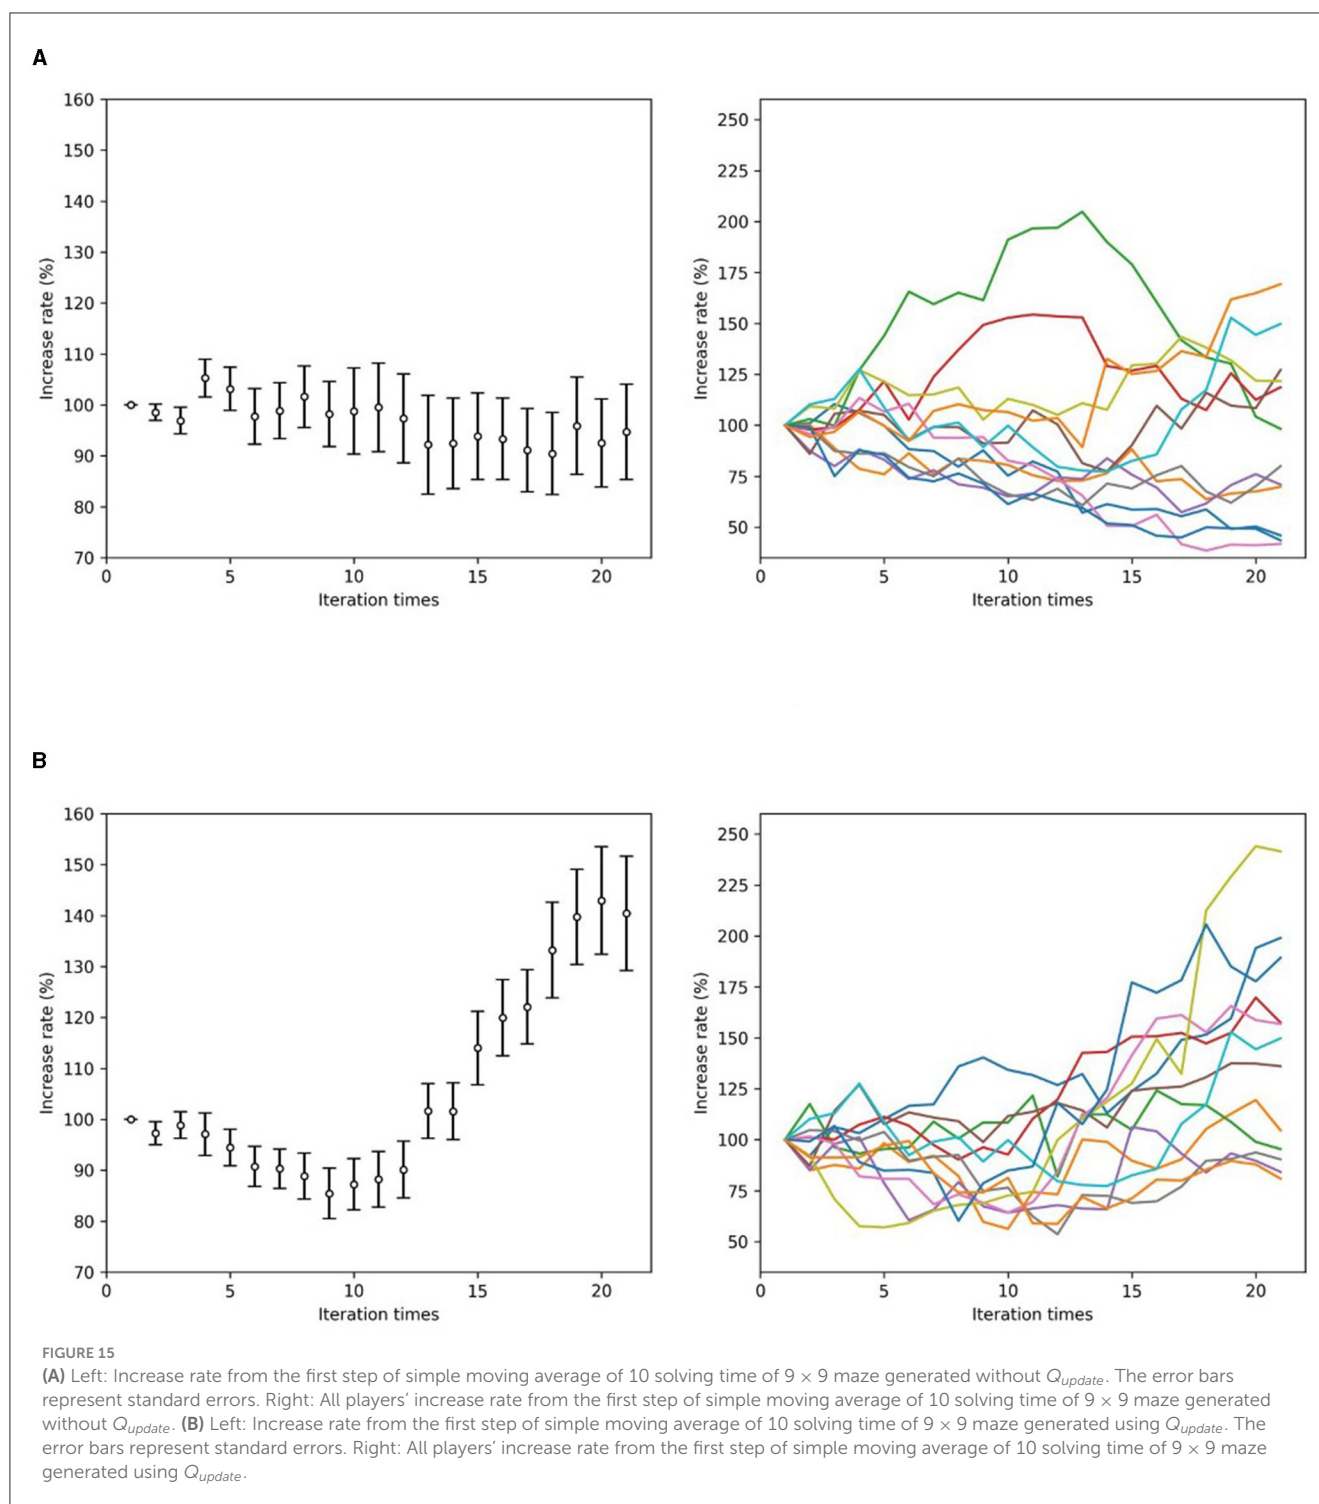 A
160
150
140
130
120
110
100
90
80
70
Increase rate (%)
0 5 10 15 20
Iteration times
250
225
200
175
150
125
100
75
50
Increase rate (%)
0 5 10 15 20
Iteration times
B
160
150
140
130
120
110
100
90
80
70
Increase rate (%)
0 5 10 15 20
Iteration times
250
225
200
175
150
125
100
75
50
Increase rate (%)
0 5 10 15 20
Iteration times
FIGURE 15
(A) Left: Increase rate from the first step of simple moving average of 10 solving time of 9 × 9 maze generated without Qupdate. The error bars
represent standard errors. Right: All players’ increase rate from the first step of simple moving average of 10 solving time of 9 × 9 maze generated
without Qupdate. (B) Left: Increase rate from the first step of simple moving average of 10 solving time of 9 × 9 maze generated using Qupdate. The
error bars represent standard errors. Right: All players’ increase rate from the first step of simple moving average of 10 solving time of 9 × 9 maze
generated using Qupdate.